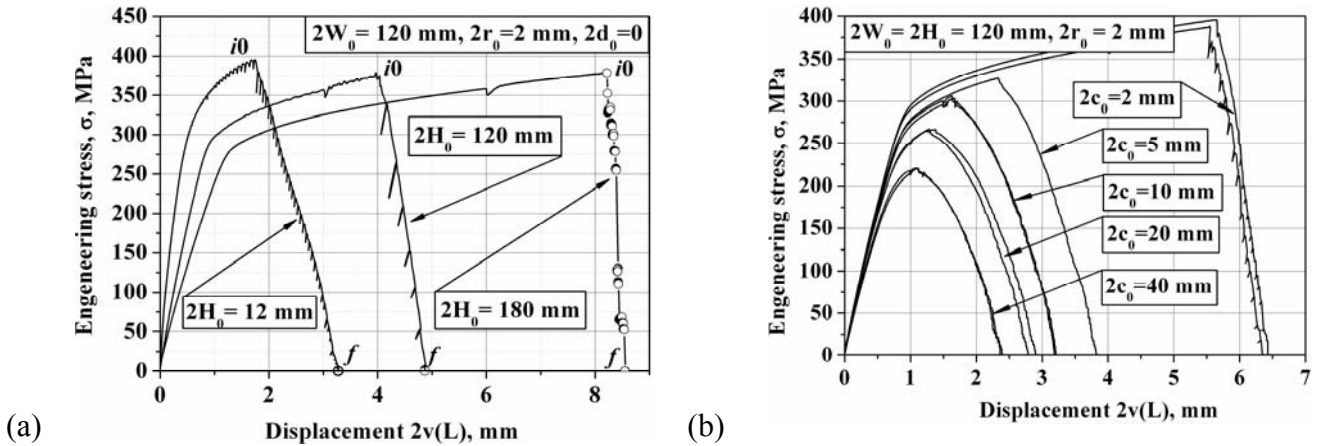 2W₀ = 120 mm, 2r₀=2 mm, 2d₀=0
Engeneering stress, σ, MPa
450
400
350
300
250
200
150
100
50
0
i0
i0
i0
2H₀= 120 mm
2H₀= 12 mm
2H₀= 180 mm
f
f
f
0
2
4
6
8
Displacement 2v(L), mm
(a)
2W₀ = 2H₀ = 120 mm, 2r₀ = 2 mm
Engeneering stress, σ, MPa
400
350
300
250
200
150
100
50
0
2c₀=2 mm
2c₀=5 mm
2c₀=10 mm
2c₀=20 mm
2c₀=40 mm
0
1
2
3
4
5
6
7
Displacement 2v(L), mm
(b)